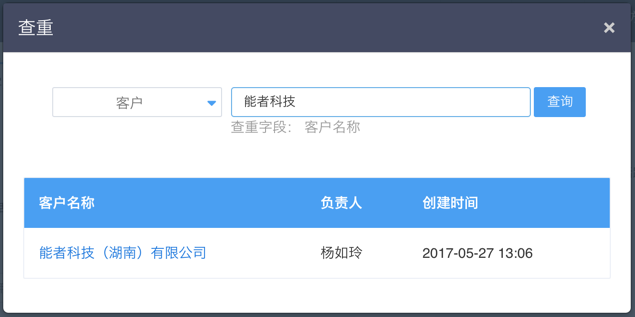 查重
×
客户
能者科技
查询
查重字段： 客户名称
客户名称 负责人 创建时间
能者科技（湖南）有限公司 杨如玲 2017-05-27 13:06